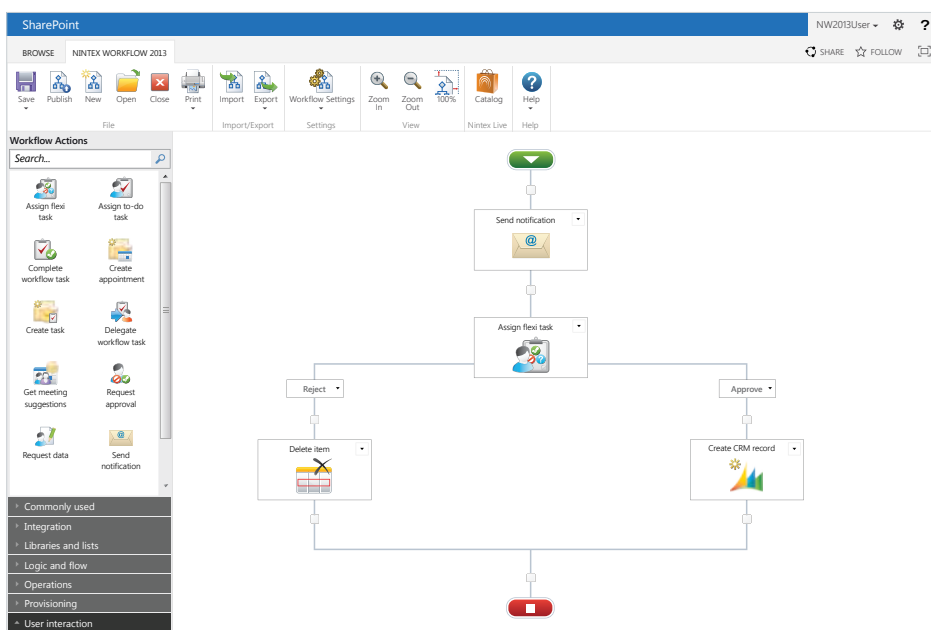 SharePoint
NW2013User
?
BROWSE
NINTEX WORKFLOW 2013
SHARE
FOLLOW
Save
Publish
New
Open
Close
Print
Import
Export
Workflow Settings
Zoom
In
Zoom
Out
100%
Catalog
Help
File
Import/Export
Settings
View
Nintex Live
Help
Workflow Actions
Search...
Assign flexi
task
Assign to-do
task
Complete
workflow task
Create
appointment
Create task
Delegate
workflow task
Get meeting
suggestions
Request
approval
Request data
Send
notification
Commonly used
Integration
Libraries and lists
Logic and flow
Operations
Provisioning
User interaction
Send notification
@
Assign flexi task
Reject
Approve
Delete item
Create CRM record